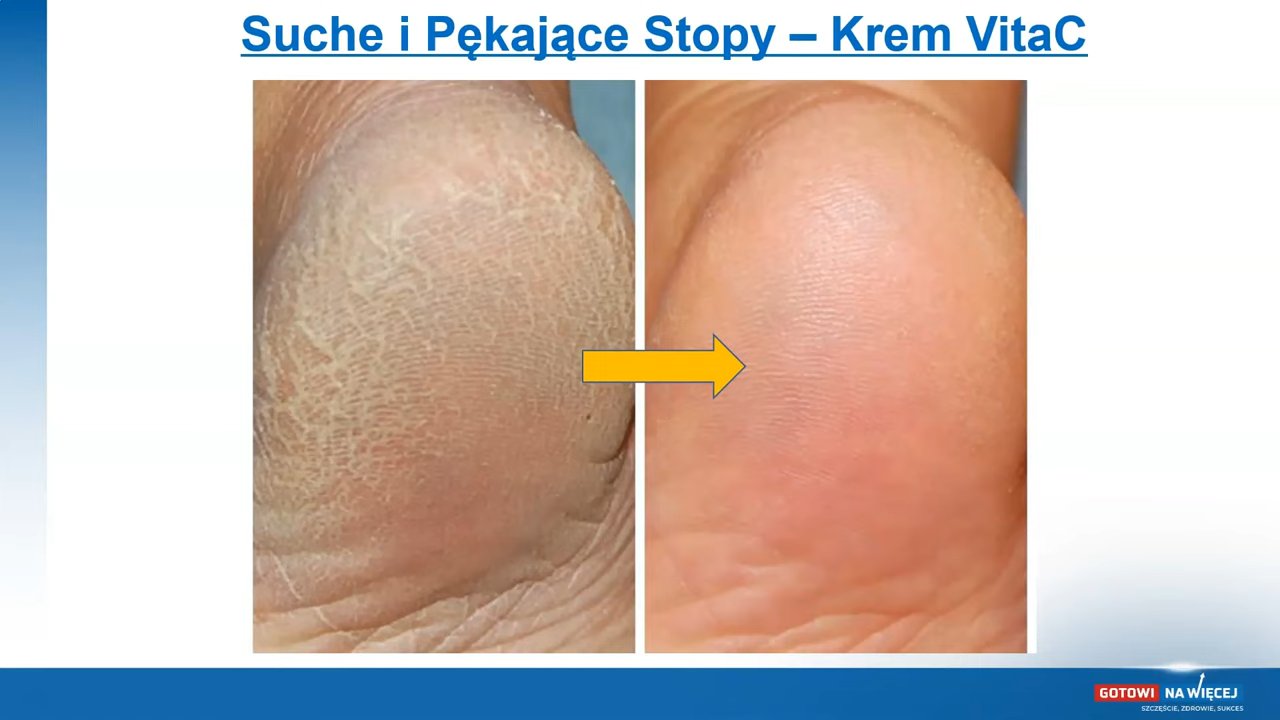 Suche i Pękające Stopy – Krem VitaC
GOTOWI NA WIĘCEJ
SZCZĘŚCIE, ZDROWIE, SUKCES